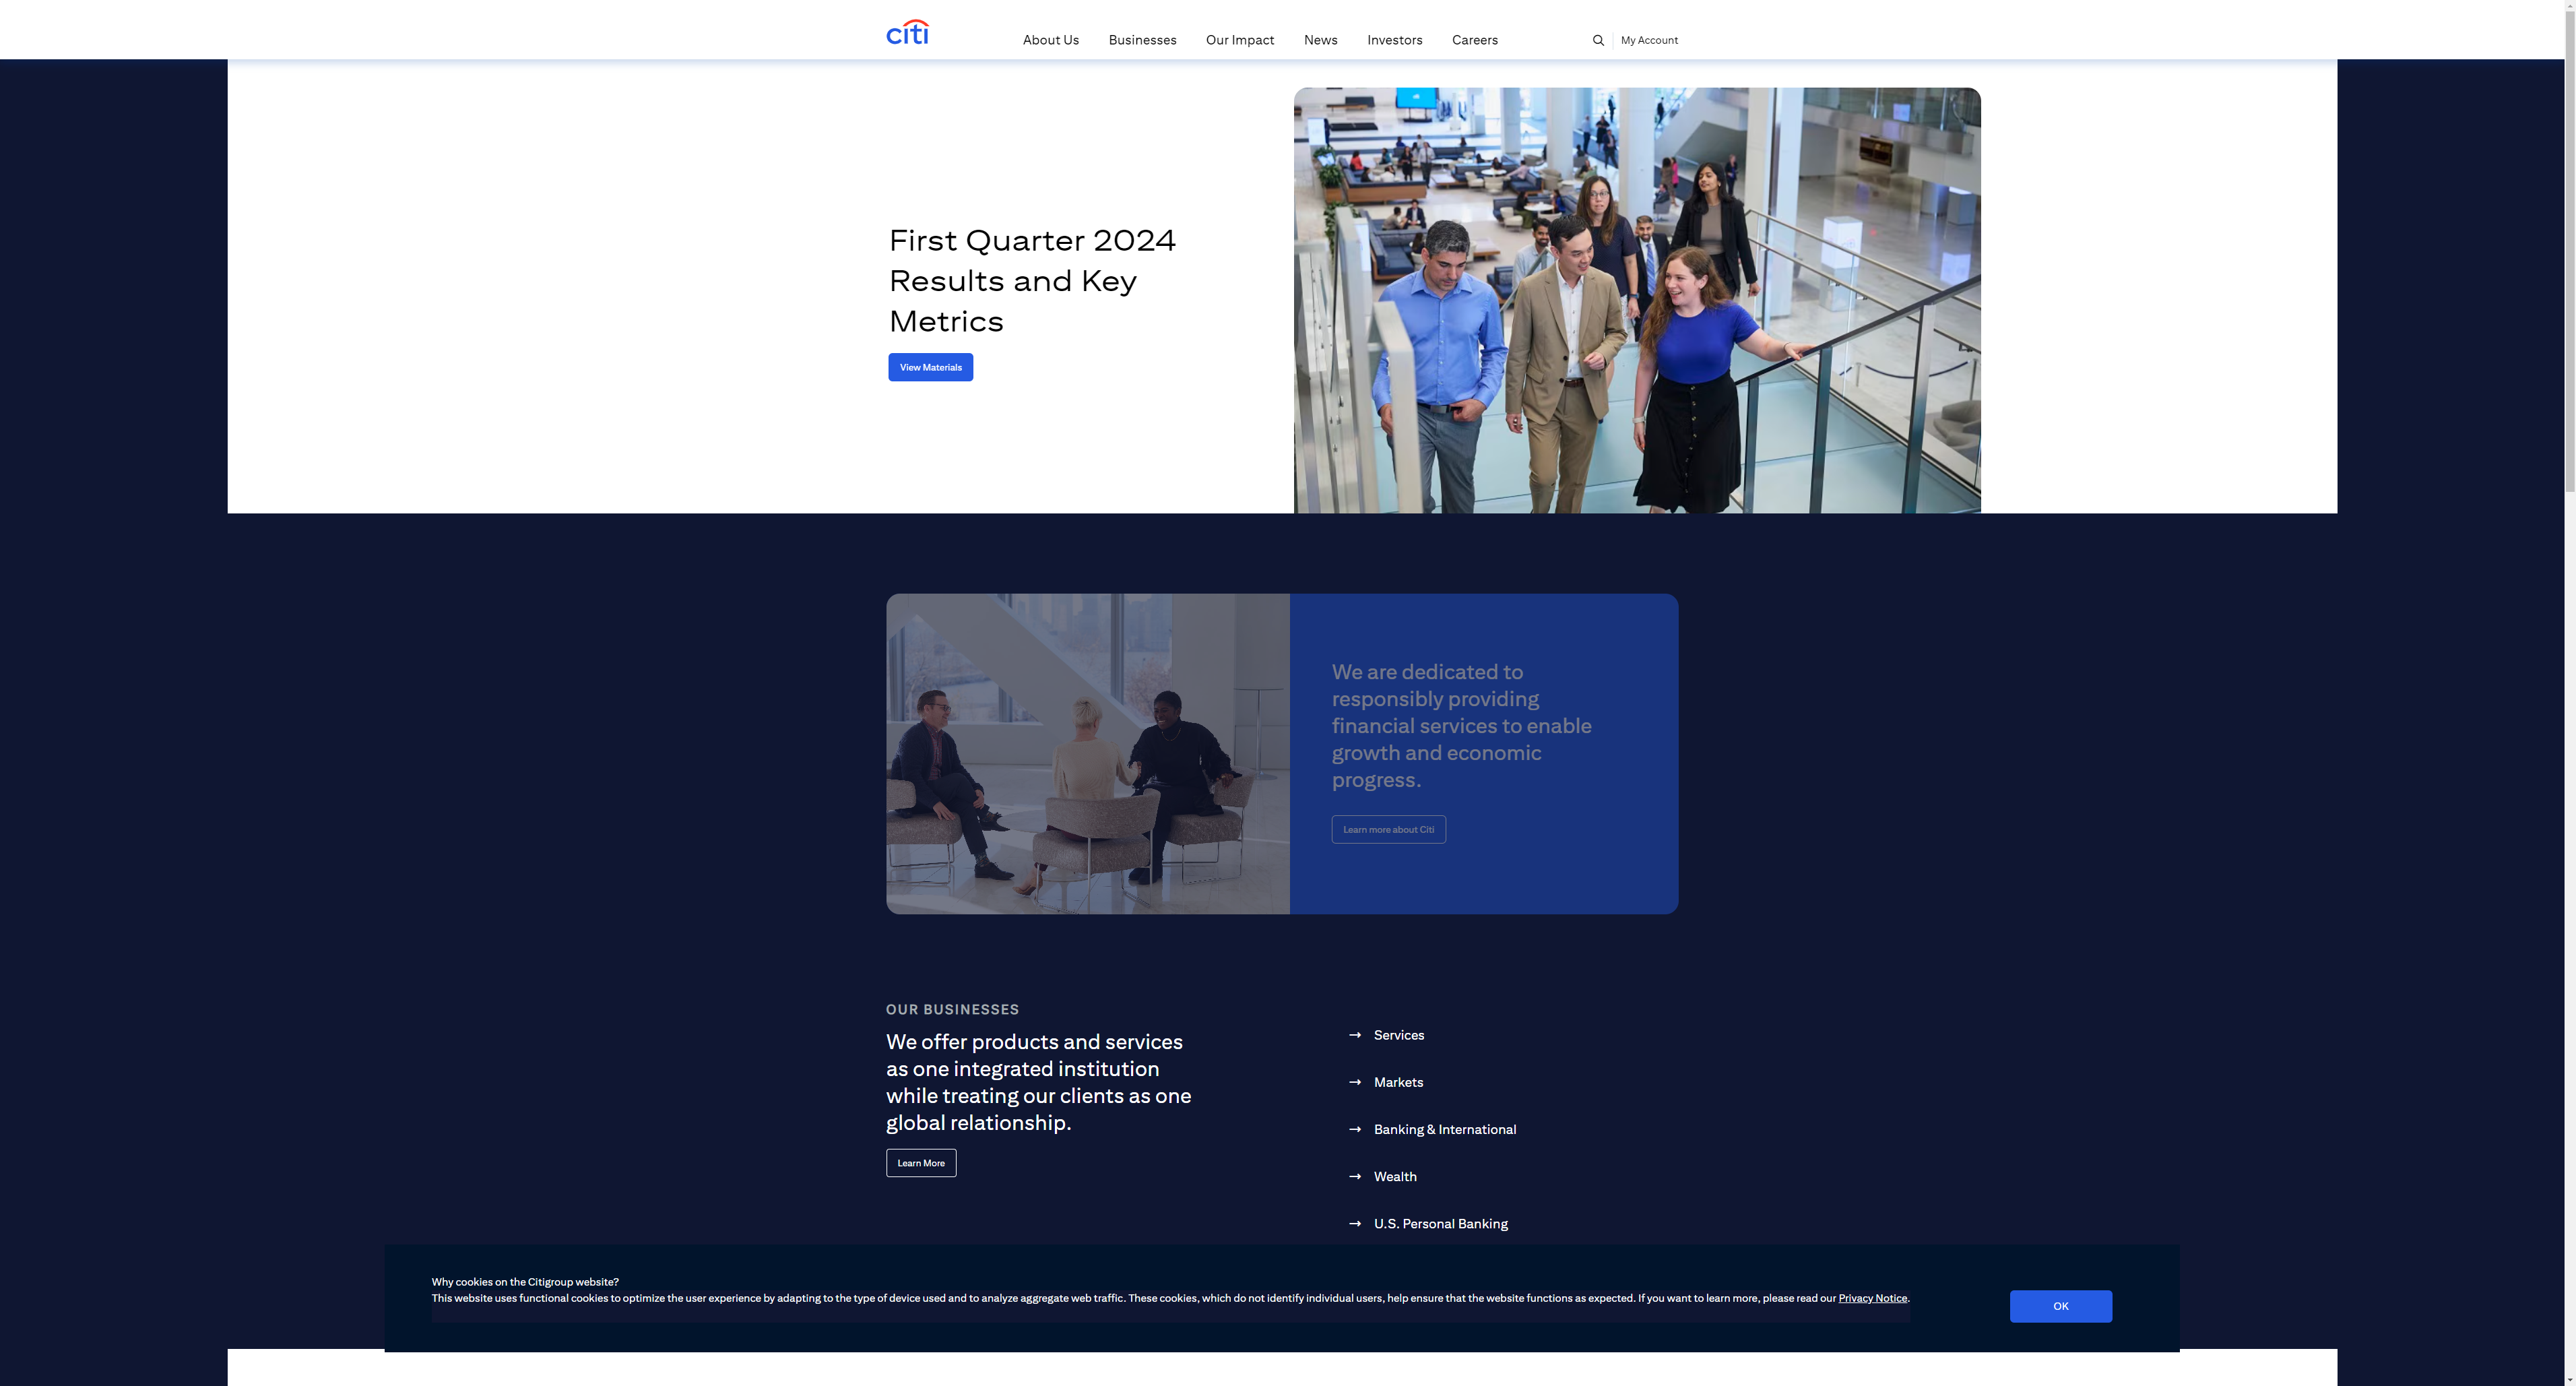 citi
About Us
Businesses
Our Impact
News
Investors
Careers
My Account
First Quarter 2024
Results and Key
Metrics
View Materials
We are dedicated to
responsibly providing
financial services to enable
growth and economic
progress.
Learn more about Citi
OUR BUSINESSES
We offer products and services
as one integrated institution
while treating our clients as one
global relationship.
Learn More
Services
Markets
Banking & International
Wealth
U.S. Personal Banking
Why cookies on the Citigroup website?
This website uses functional cookies to optimize the user experience by adapting to the type of device used and to analyze aggregate web traffic. These cookies, which do not identify individual users, help ensure that the website functions as expected. If you want to learn more, please read our Privacy Notice.
OK